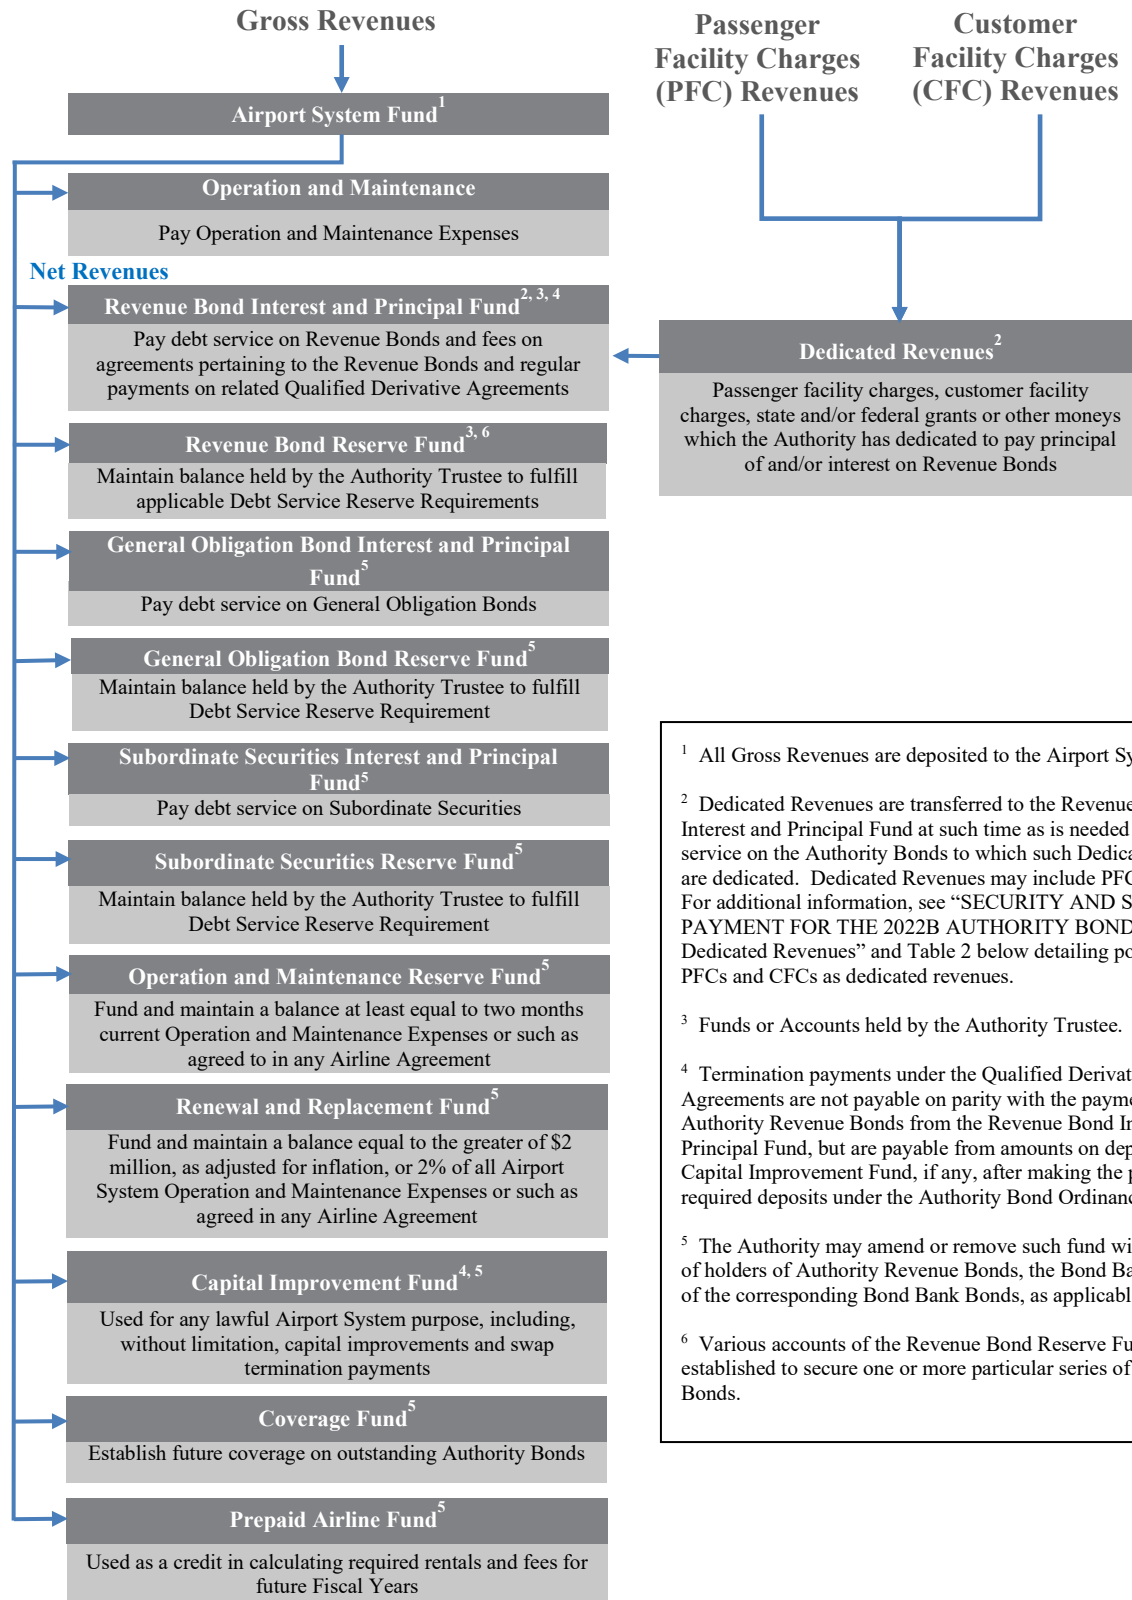 Gross Revenues
Passenger
Facility Charges
(PFC) Revenues
Customer
Facility Charges
(CFC) Revenues
Airport System Fund1
Operation and Maintenance
Pay Operation and Maintenance Expenses
Net Revenues
Revenue Bond Interest and Principal Fund2, 3, 4
Pay debt service on Revenue Bonds and fees on
agreements pertaining to the Revenue Bonds and regular
payments on related Qualified Derivative Agreements
Dedicated Revenues2
Passenger facility charges, customer facility
charges, state and/or federal grants or other moneys
which the Authority has dedicated to pay principal
of and/or interest on Revenue Bonds
Revenue Bond Reserve Fund3, 6
Maintain balance held by the Authority Trustee to fulfill
applicable Debt Service Reserve Requirements
General Obligation Bond Interest and Principal
Fund5
Pay debt service on General Obligation Bonds
General Obligation Bond Reserve Fund5
Maintain balance held by the Authority Trustee to fulfill
Debt Service Reserve Requirement
Subordinate Securities Interest and Principal
Fund5
Pay debt service on Subordinate Securities
Subordinate Securities Reserve Fund5
Maintain balance held by the Authority Trustee to fulfill
Debt Service Reserve Requirement
Operation and Maintenance Reserve Fund5
Fund and maintain a balance at least equal to two months
current Operation and Maintenance Expenses or such as
agreed to in any Airline Agreement
Renewal and Replacement Fund5
Fund and maintain a balance equal to the greater of $2
million, as adjusted for inflation, or 2% of all Airport
System Operation and Maintenance Expenses or such as
agreed in any Airline Agreement
Capital Improvement Fund4, 5
Used for any lawful Airport System purpose, including,
without limitation, capital improvements and swap
termination payments
Coverage Fund5
Establish future coverage on outstanding Authority Bonds
Prepaid Airline Fund5
Used as a credit in calculating required rentals and fees for
future Fiscal Years
1 All Gross Revenues are deposited to the Airport Sy
2 Dedicated Revenues are transferred to the Revenue
Interest and Principal Fund at such time as is needed
service on the Authority Bonds to which such Dedica
are dedicated. Dedicated Revenues may include PFC
For additional information, see “SECURITY AND S
PAYMENT FOR THE 2022B AUTHORITY BOND
Dedicated Revenues” and Table 2 below detailing po
PFCs and CFCs as dedicated revenues.
3 Funds or Accounts held by the Authority Trustee.
4 Termination payments under the Qualified Derivat
Agreements are not payable on parity with the payme
Authority Revenue Bonds from the Revenue Bond In
Principal Fund, but are payable from amounts on dep
Capital Improvement Fund, if any, after making the p
required deposits under the Authority Bond Ordinanc
5 The Authority may amend or remove such fund wi
of holders of Authority Revenue Bonds, the Bond Ba
of the corresponding Bond Bank Bonds, as applicabl
6 Various accounts of the Revenue Bond Reserve Fu
established to secure one or more particular series of
Bonds.